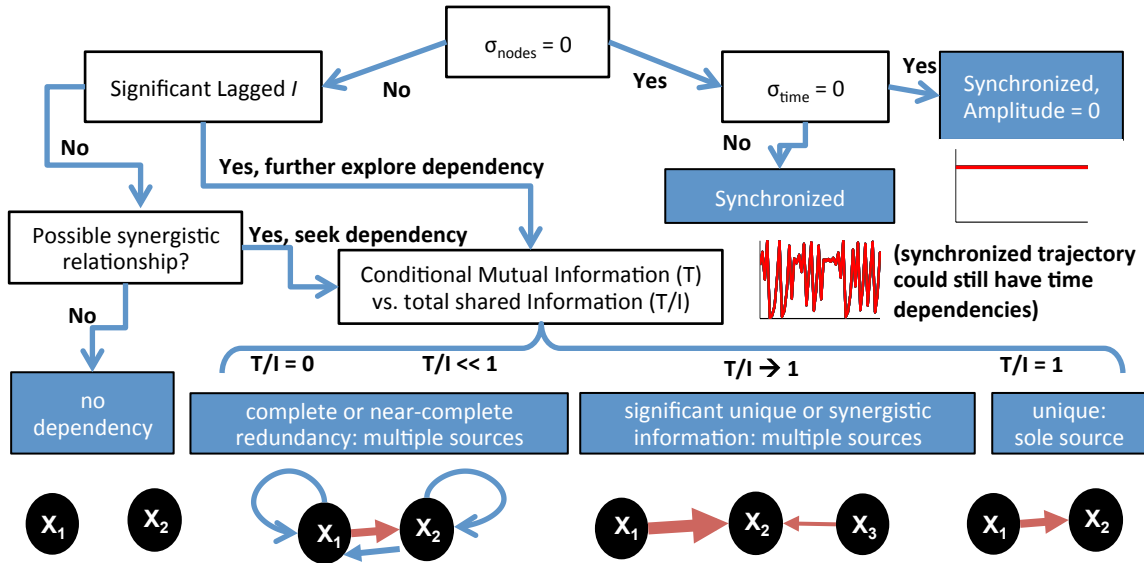 σnodes = 0
No
Yes
Significant Lagged I
σtime = 0
Yes
Synchronized,
Amplitude = 0
No
No
Yes, further explore dependency
Synchronized
Possible synergistic
relationship?
Yes, seek dependency
Conditional Mutual Information (T)
vs. total shared Information (T/I)
(synchronized trajectory
could still have time
dependencies)
No
T/I = 0
T/I << 1
T/I → 1
T/I = 1
no
dependency
complete or near-complete
redundancy: multiple sources
significant unique or synergistic
information: multiple sources
unique:
sole source
X1
X2
X1
X2
X1
X2
X3
X1
X2